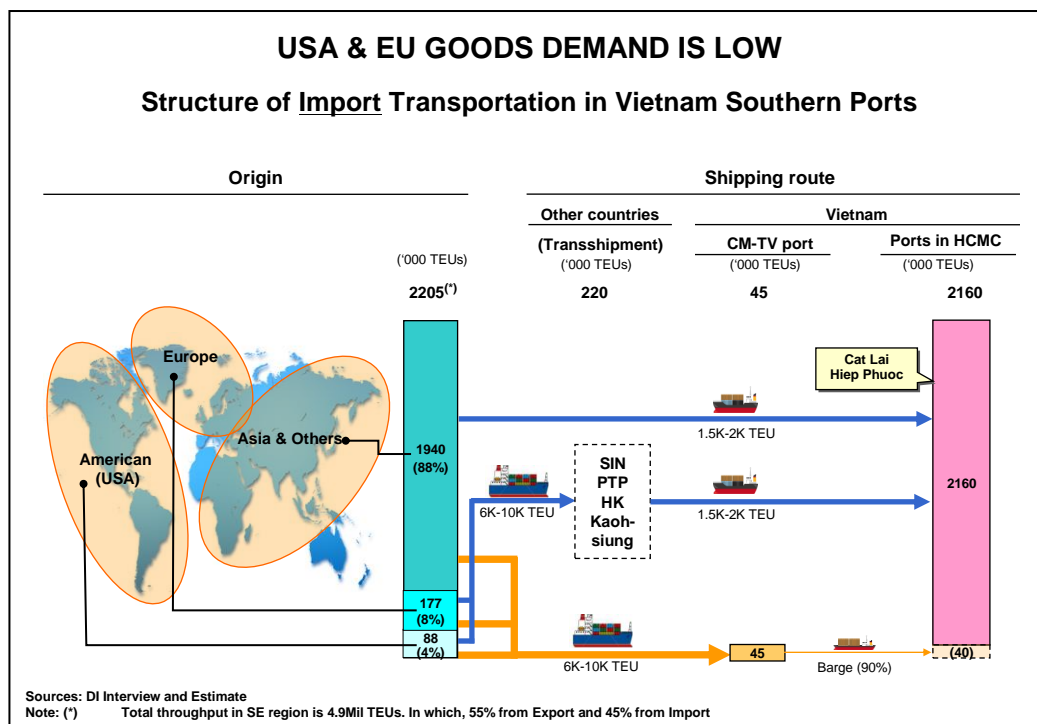 USA & EU GOODS DEMAND IS LOW
Structure of Import Transportation in Vietnam Southern Ports
Origin
Shipping route
Other countries
Vietnam
(Transshipment)
CM-TV port
Ports in HCMC
(‘000 TEUs)
(‘000 TEUs)
(‘000 TEUs)
(‘000 TEUs)
2205(*)
220
45
2160
Europe
Cat Lai
Hiep Phuoc
Asia & Others
1940
(88%)
1.5K-2K TEU
American
(USA)
SIN
PTP
HK
Kaoh-
siung
6K-10K TEU
1.5K-2K TEU
2160
177
(8%)
88
(4%)
6K-10K TEU
45
Barge (90%)
(40)
Sources: DI Interview and Estimate
Note: (*) Total throughput in SE region is 4.9Mil TEUs. In which, 55% from Export and 45% from Import